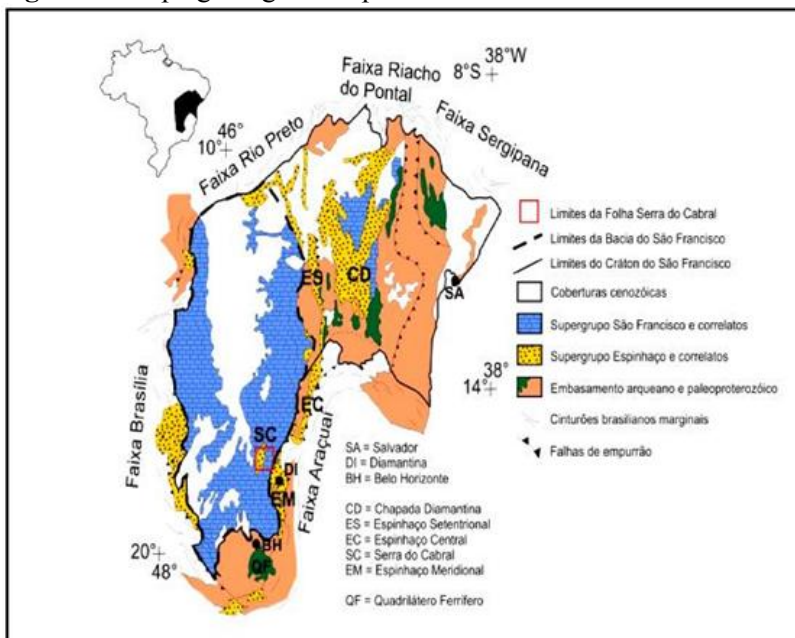 Faixa Riacho
do Pontal
38°W
8°S
46°
10°
Faixa Rio Preto
Faixa Sergipana
ES
CD
SA
38°
14°
EC
Faixa Brasília
SC
DI
EM
Faixa Araçuaí
20°
48°
BH
QF
Limites da Folha Serra do Cabral
Limites da Bacia do São Francisco
Limites do Cráton do São Francisco
Coberturas cenozóicas
Supergrupo São Francisco e correlatos
Supergrupo Espinhaço e correlatos
Embasamento arqueano e paleoproterozóico
Cinturões brasilianos marginais
Falhas de empurrão
SA = Salvador
DI = Diamantina
BH = Belo Horizonte
CD = Chapada Diamantina
ES = Espinhaço Setentrional
EC = Espinhaço Central
SC = Serra do Cabral
EM = Espinhaço Meridional
QF = Quadrilátero Ferrífero